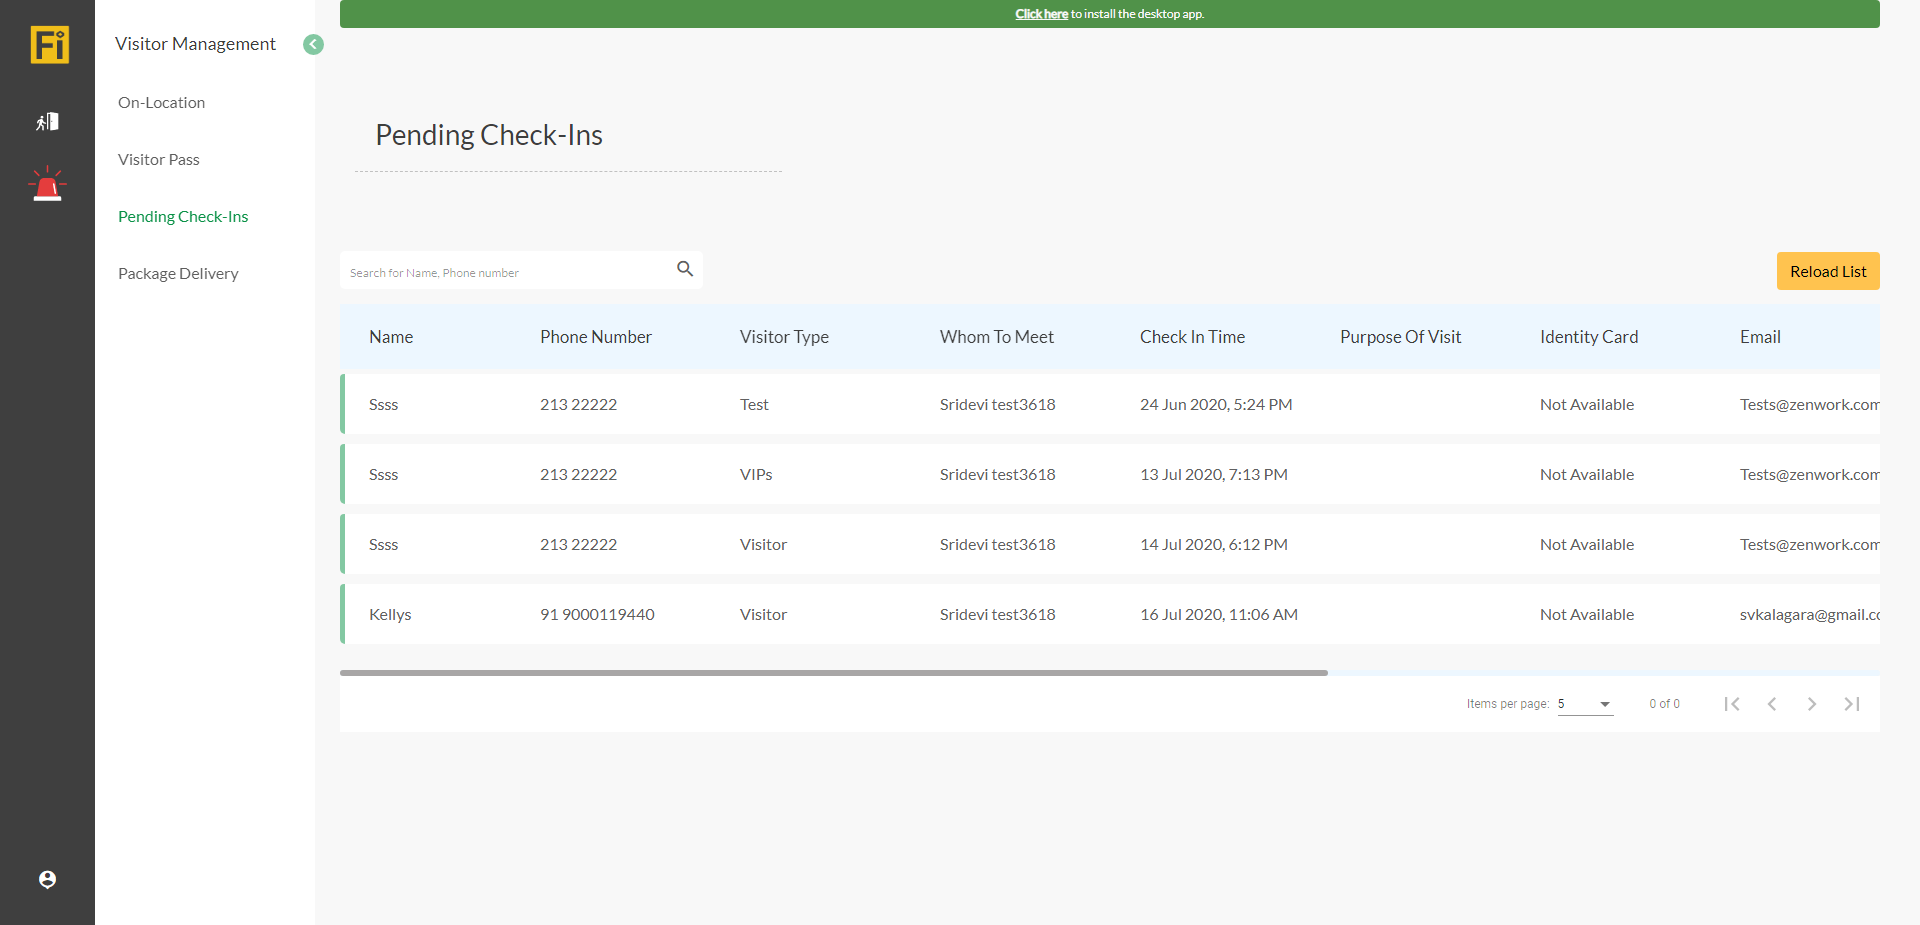 Click here to install the desktop app.
Fi
Visitor Management
On-Location
Visitor Pass
Pending Check-Ins
Package Delivery
Pending Check-Ins
Search for Name, Phone number
Reload List
Name Phone Number Visitor Type Whom To Meet Check In Time Purpose Of Visit Identity Card Email
Ssss 213 22222 Test Sridevi test3618 24 Jun 2020, 5:24 PM Not Available Tests@zenwork.com
Ssss 213 22222 VIPs Sridevi test3618 13 Jul 2020, 7:13 PM Not Available Tests@zenwork.com
Ssss 213 22222 Visitor Sridevi test3618 14 Jul 2020, 6:12 PM Not Available Tests@zenwork.com
Kellys 91 9000119440 Visitor Sridevi test3618 16 Jul 2020, 11:06 AM Not Available svkalagara@gmail.co
Items per page: 5 0 of 0